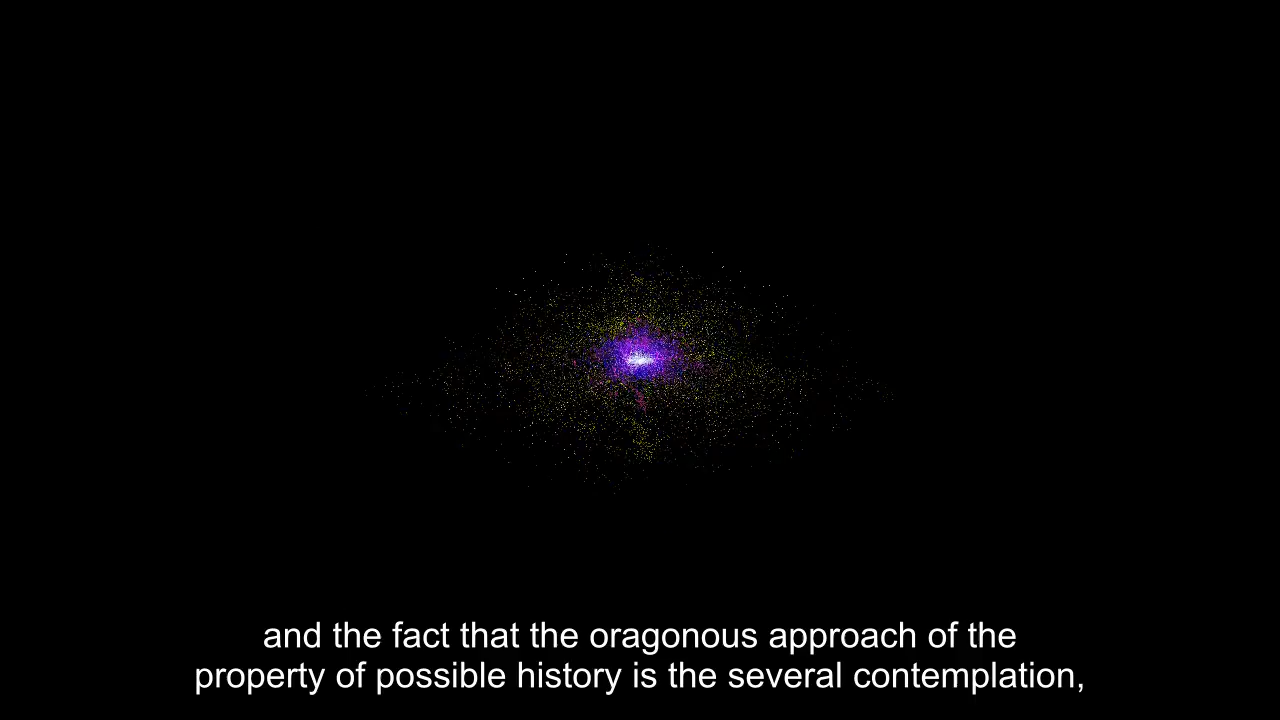 and the fact that the oragonous approach of the
property of possible history is the several contemplation,